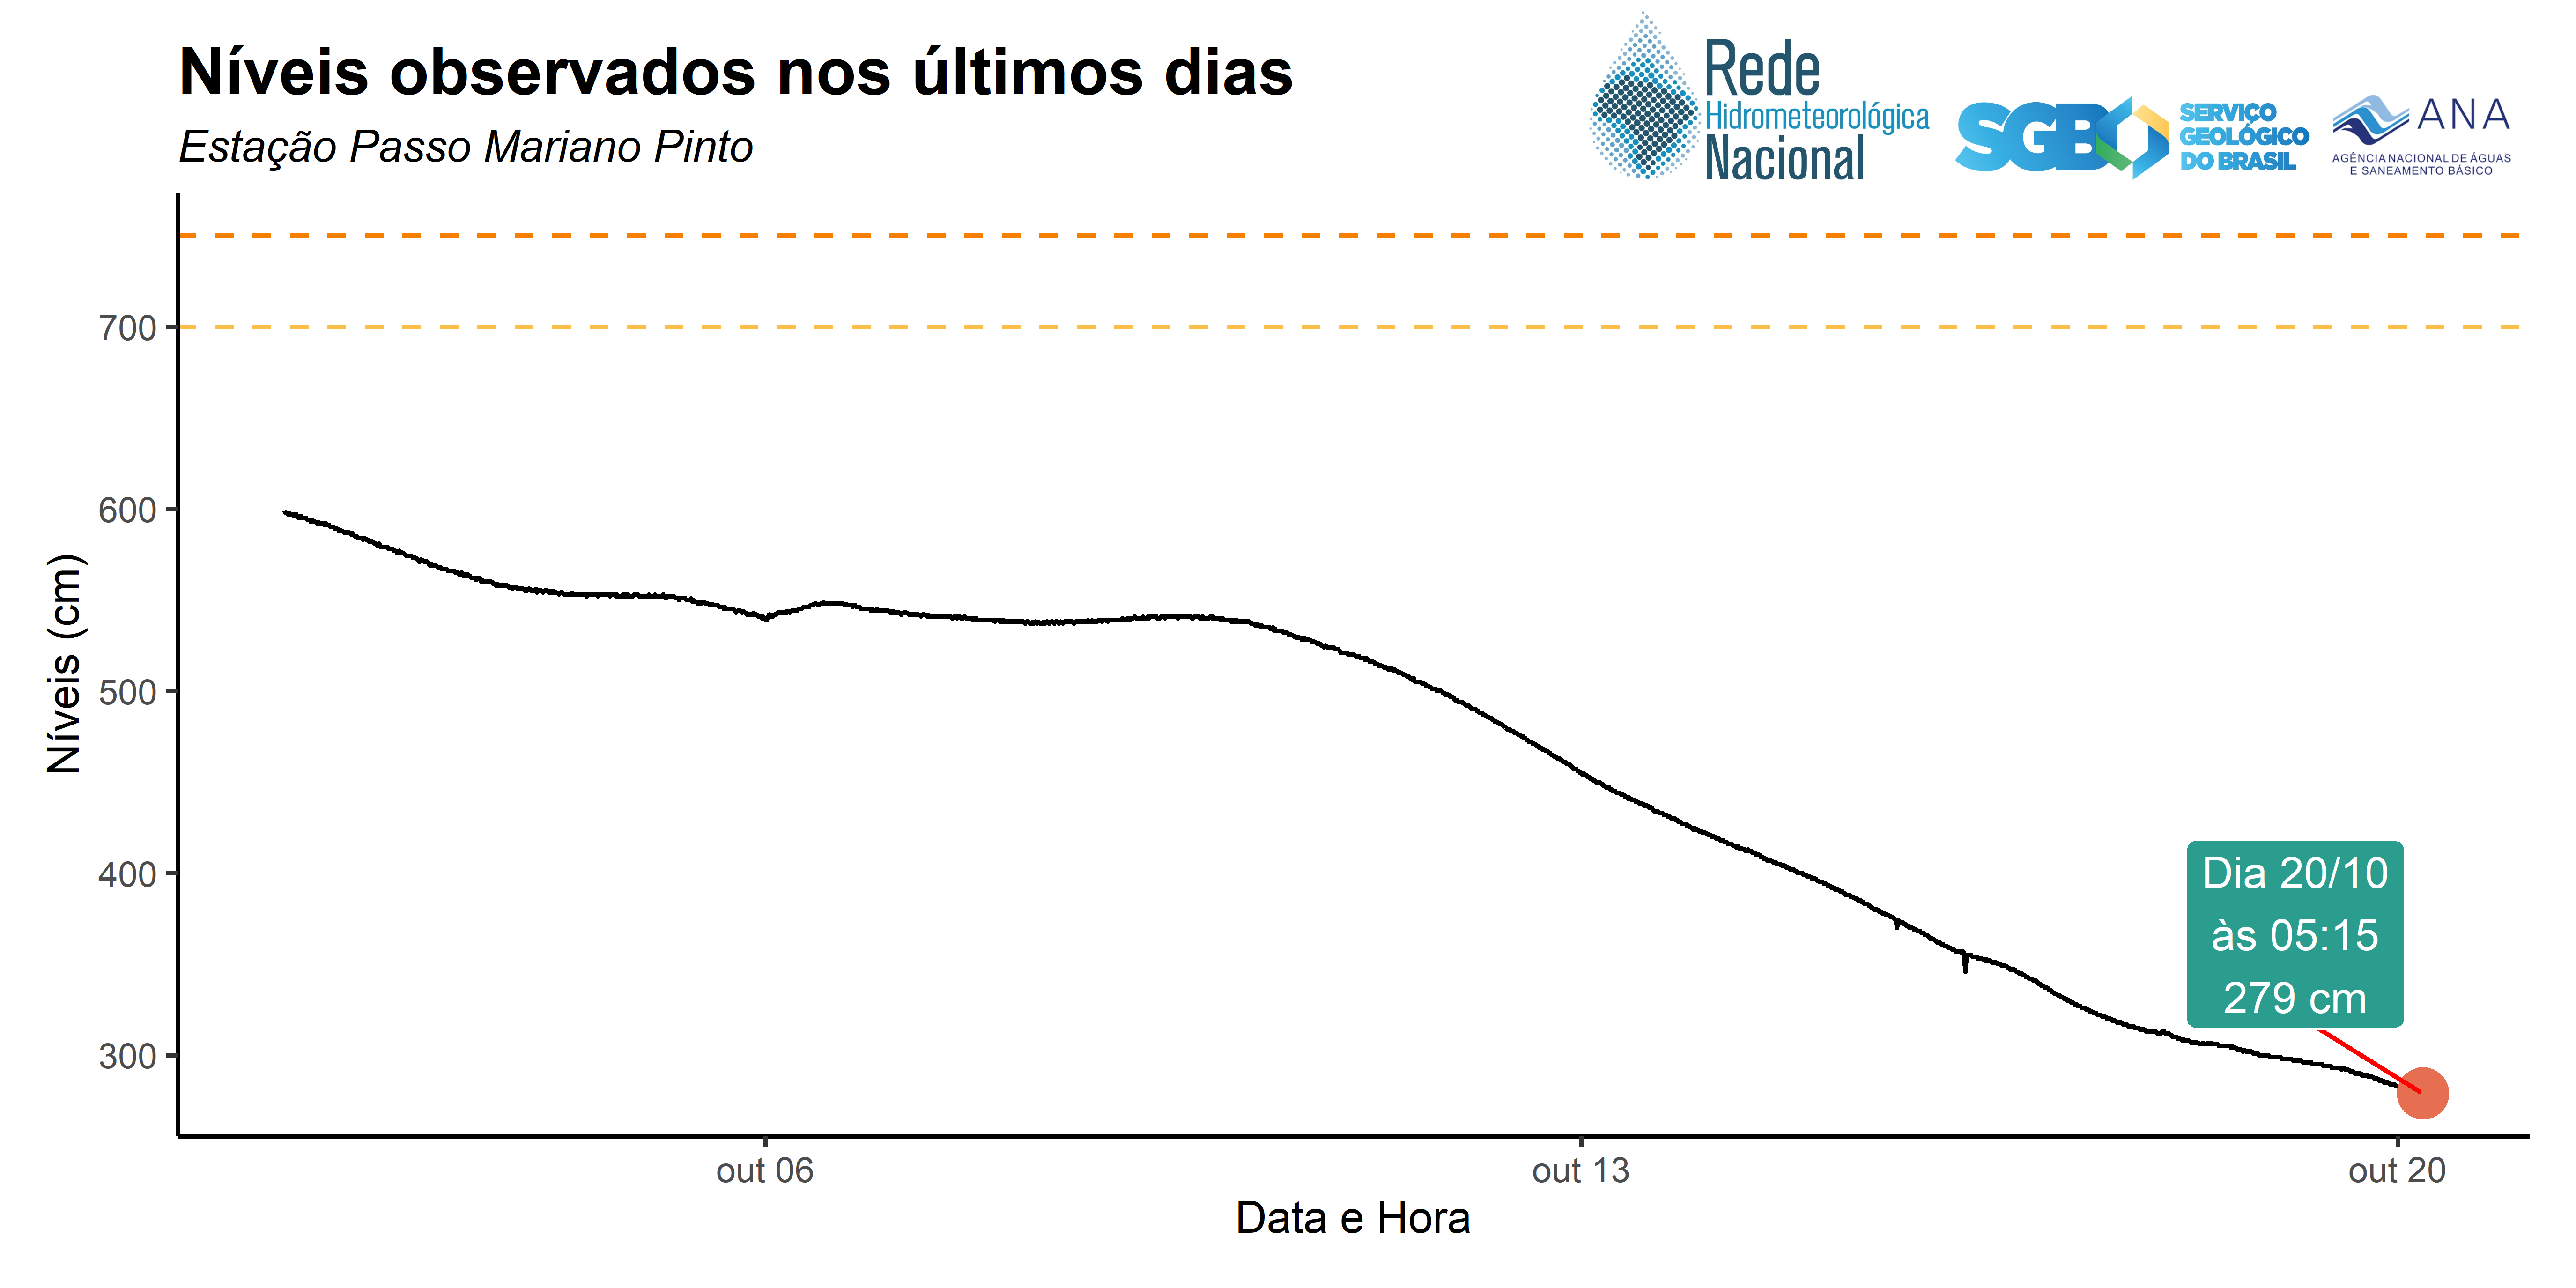 Níveis observados nos últimos dias
Estação Passo Mariano Pinto
Rede
Hidrometeorológica
Nacional
SGB
SERVIÇO
GEOLÓGICO
DO BRASIL
ANA
AGÊNCIA NACIONAL DE ÁGUAS
E SANEAMENTO BÁSICO
Níveis (cm)
700
600
500
400
300
Dia 20/10
às 05:15
279 cm
out 06
out 13
out 20
Data e Hora